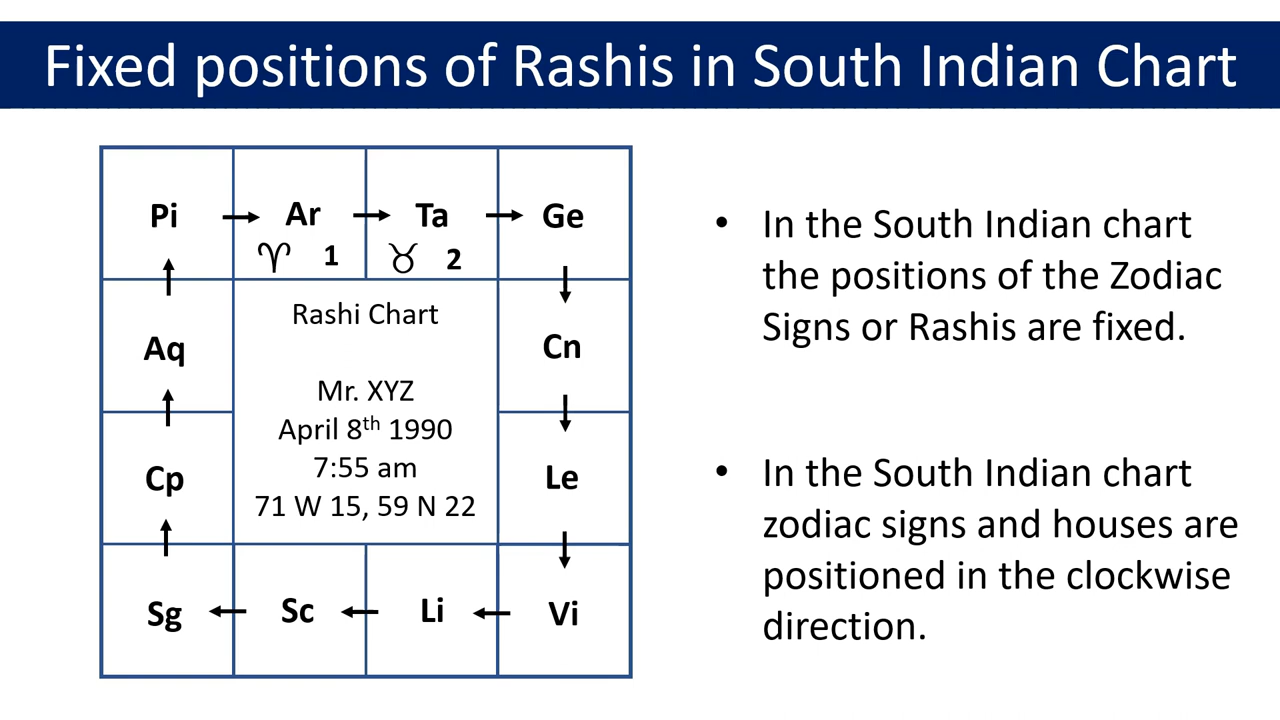 Fixed positions of Rashis in South Indian Chart
Pi → Ar → Ta → Ge
♈ 1 ♉ 2
Rashi Chart
Aq
Cn
Mr. XYZ
April 8th 1990
7:55 am
Cp
Le
71 W 15, 59 N 22
Sg ← Sc ← Li ← Vi
• In the South Indian chart
the positions of the Zodiac
Signs or Rashis are fixed.
• In the South Indian chart
zodiac signs and houses are
positioned in the clockwise
direction.